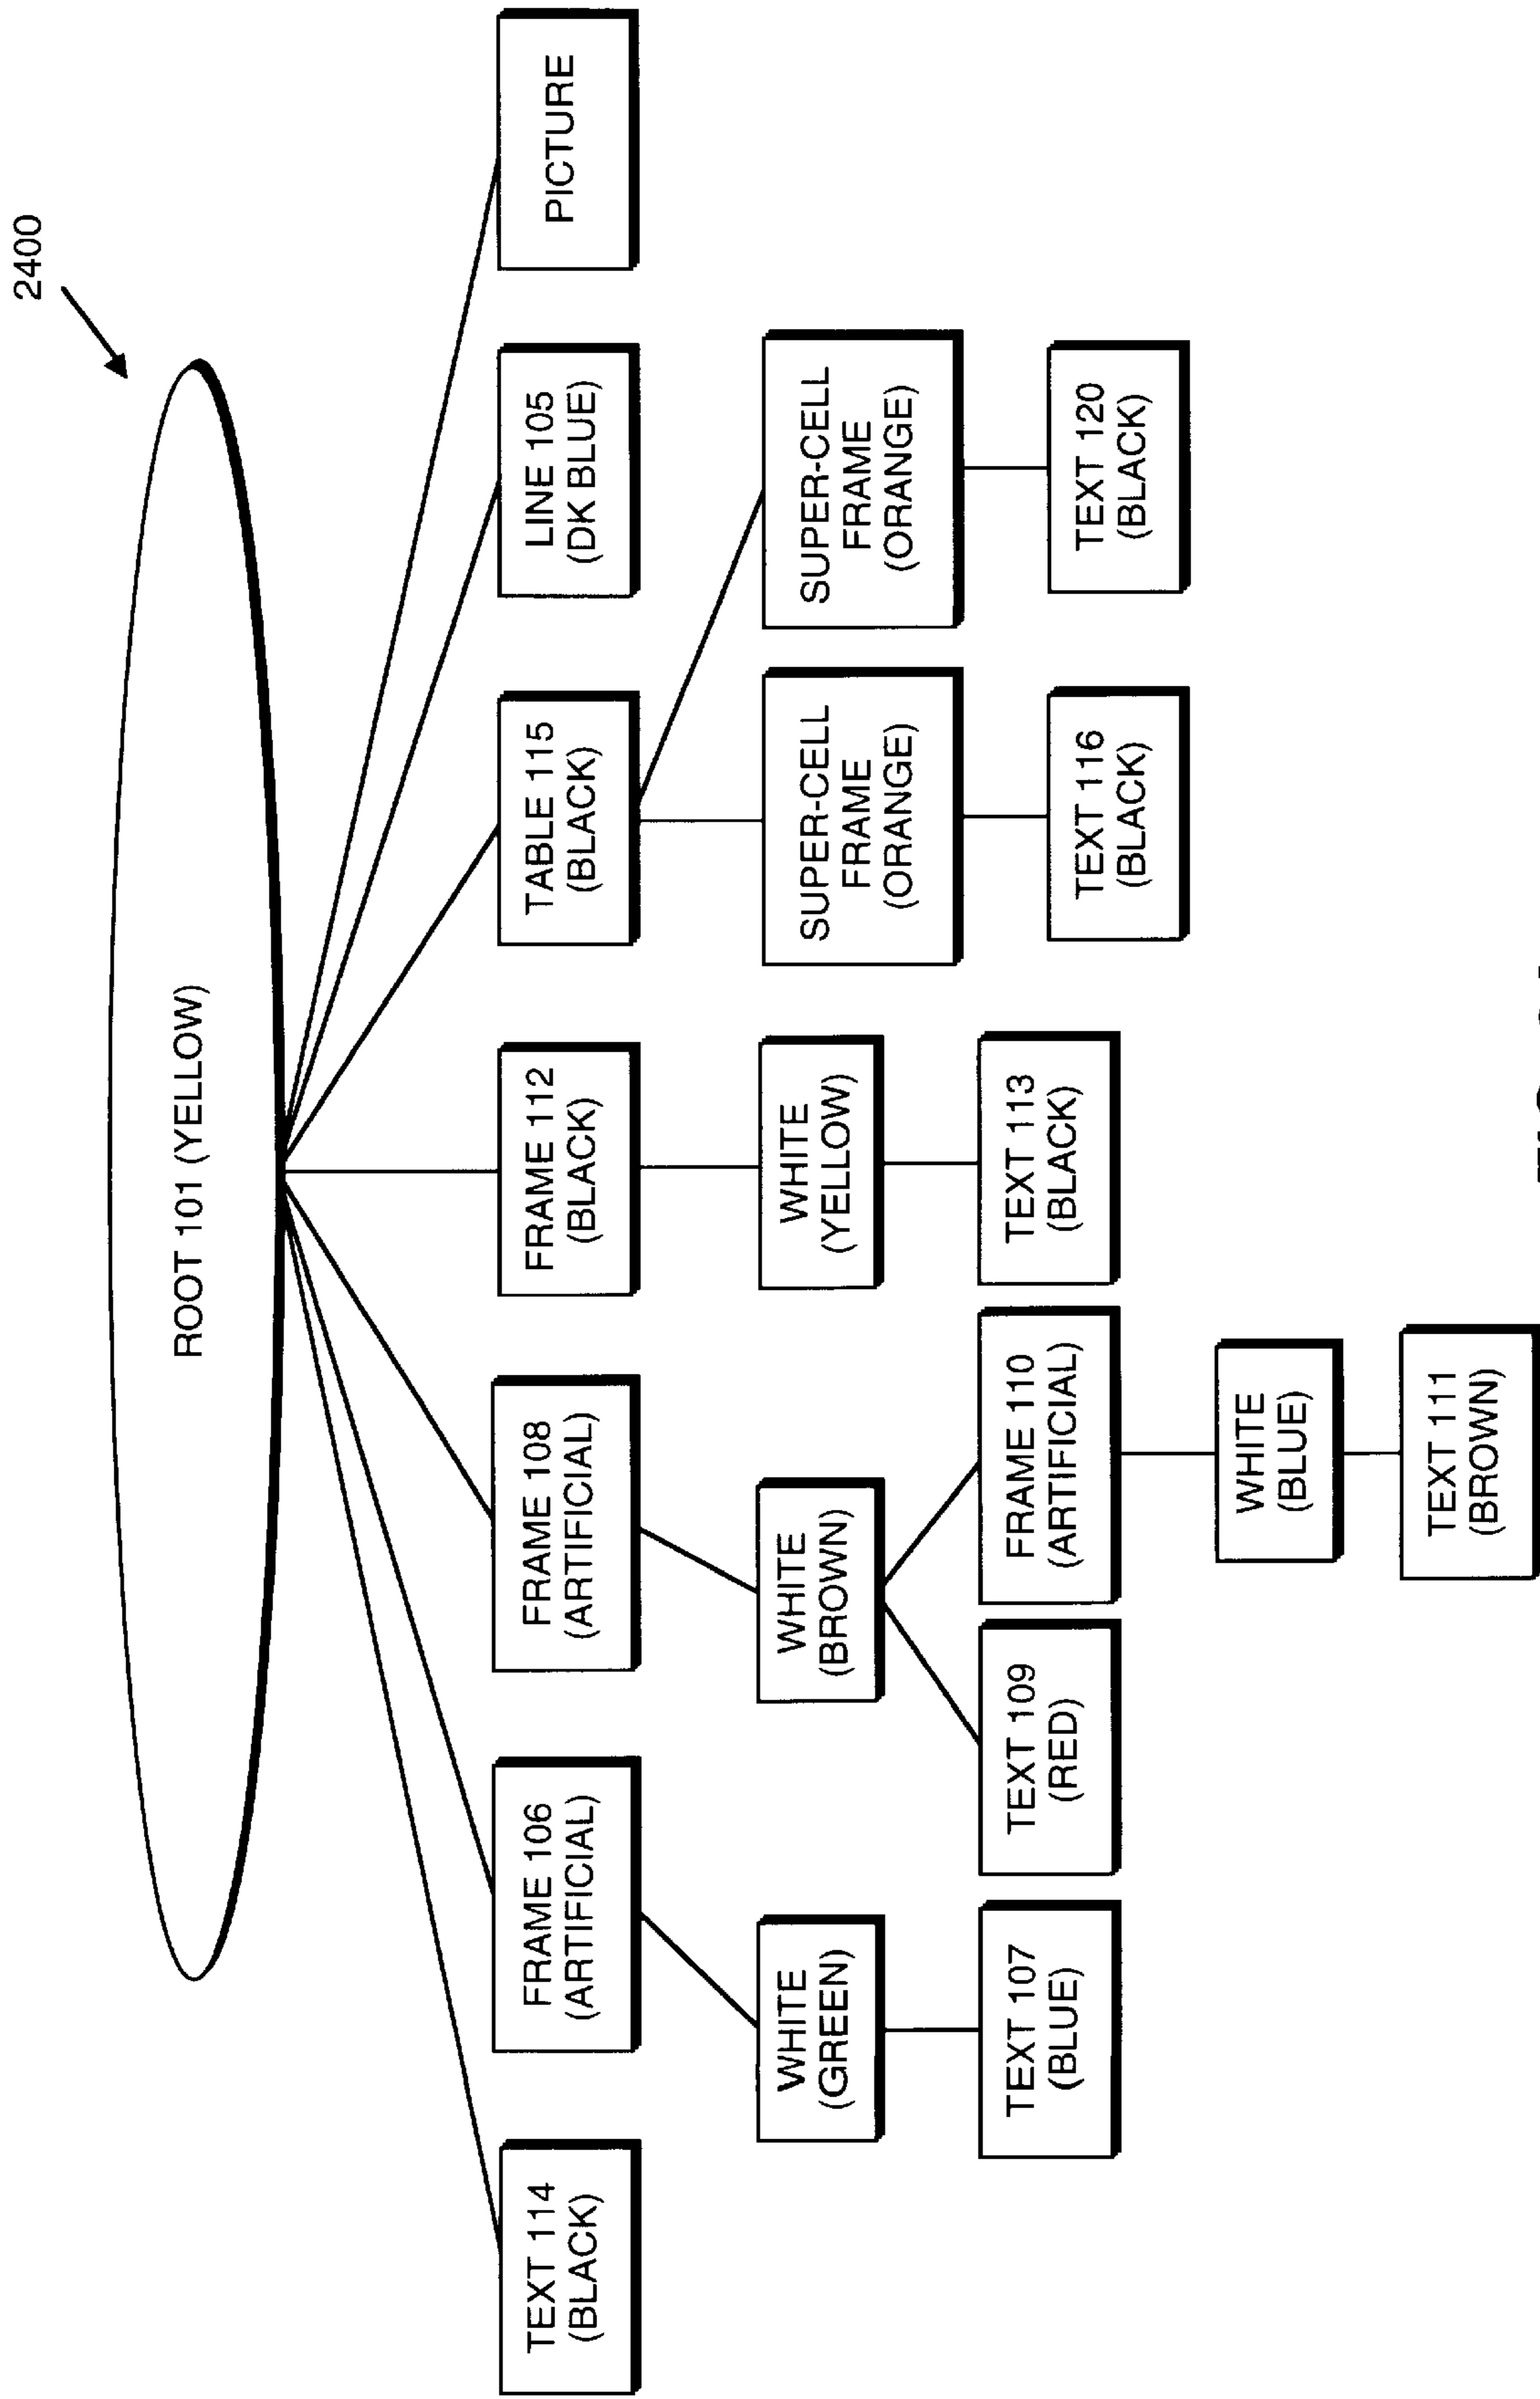 2400
ROOT 101 (YELLOW)
TEXT 114
(BLACK)
FRAME 106
(ARTIFICIAL)
FRAME 108
(ARTIFICIAL)
FRAME 112
(BLACK)
TABLE 115
(BLACK)
LINE 105
(DK BLUE)
PICTURE
WHITE
(GREEN)
WHITE
(BROWN)
WHITE
(YELLOW)
SUPER-CELL
FRAME
(ORANGE)
SUPER-CELL
FRAME
(ORANGE)
TEXT 107
(BLUE)
TEXT 109
(RED)
FRAME 110
(ARTIFICIAL)
TEXT 113
(BLACK)
TEXT 116
(BLACK)
TEXT 120
(BLACK)
WHITE
(BLUE)
TEXT 111
(BROWN)